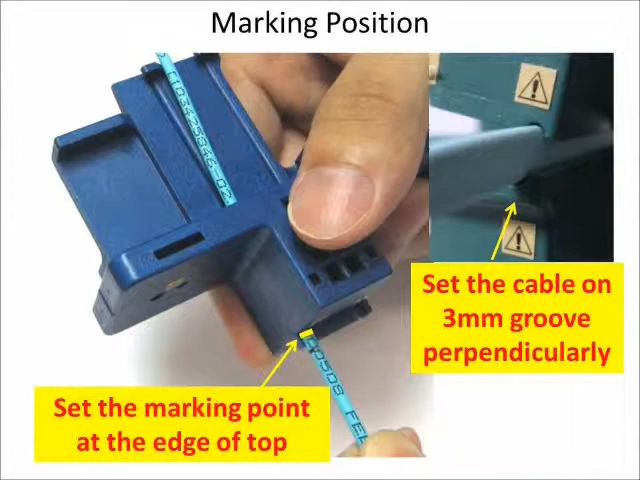 Marking Position
Set the cable on
3mm groove
perpendicularly
Set the marking point
at the edge of top